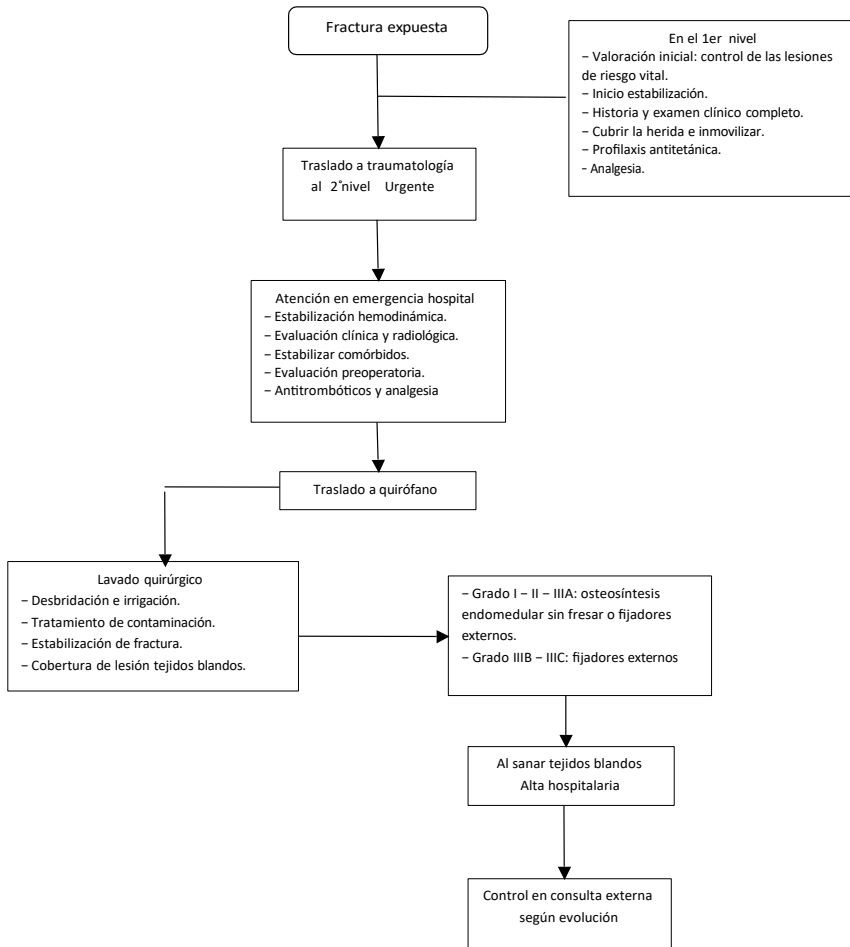 Fractura expuesta
En el 1er nivel
– Valoración inicial: control de las lesiones
de riesgo vital.
– Inicio estabilización.
– Historia y examen clínico completo.
– Cubrir la herida e inmovilizar.
– Profilaxis antitetánica.
- Analgesia.
Traslado a traumatología
al 2°nivel Urgente
Atención en emergencia hospital
– Estabilización hemodinámica.
– Evaluación clínica y radiológica.
– Estabilizar comórbidos.
– Evaluación preoperatoria.
– Antitrombóticos y analgesia
Traslado a quirófano
Lavado quirúrgico
– Desbridación e irrigación.
– Tratamiento de contaminación.
– Estabilización de fractura.
– Cobertura de lesión tejidos blandos.
– Grado I – II – IIIA: osteosíntesis
endomedular sin fresar o fijadores
externos.
– Grado IIIB – IIIC: fijadores externos
Al sanar tejidos blandos
Alta hospitalaria
Control en consulta externa
según evolución